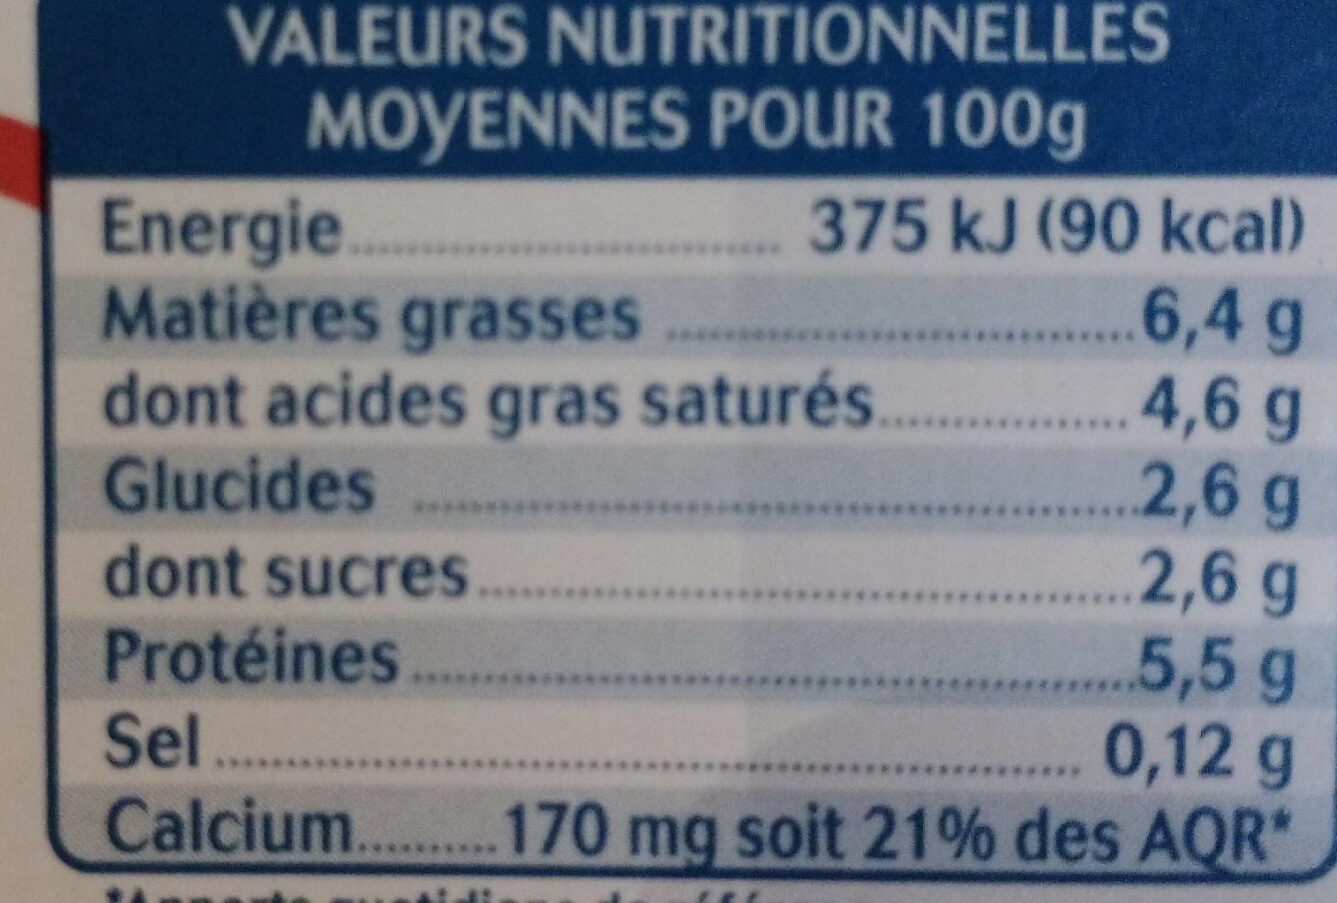 VALEURS NUTRITIONNELLES
MOYENNES POUR 100g
Energie.......... 375 kJ (90 kcal)
Matières grasses .......... 6,4 g
dont acides gras saturés.......... 4,6 g
Glucides .......... 2,6 g
dont sucres.......... 2,6 g
Protéines .......... 5,5 g
Sel .......... 0,12 g
Calcium.......... 170 mg soit 21% des AQR*